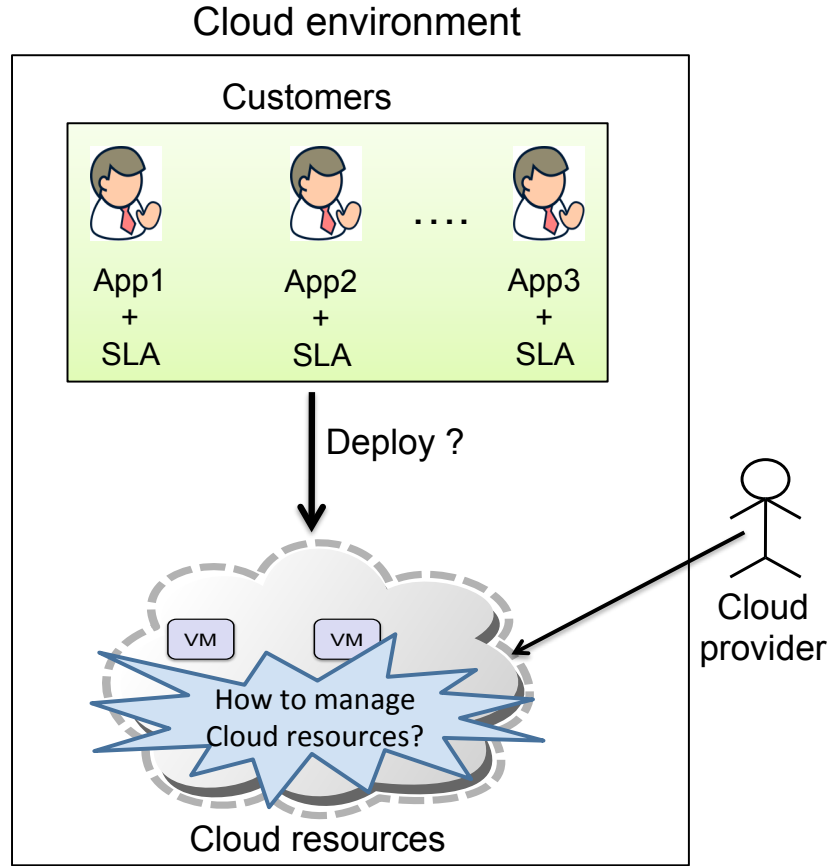 Cloud environment
Customers
....
App1
+
SLA
App2
+
SLA
App3
+
SLA
Deploy ?
Cloud
provider
VM
VM
How to manage
Cloud resources?
Cloud resources